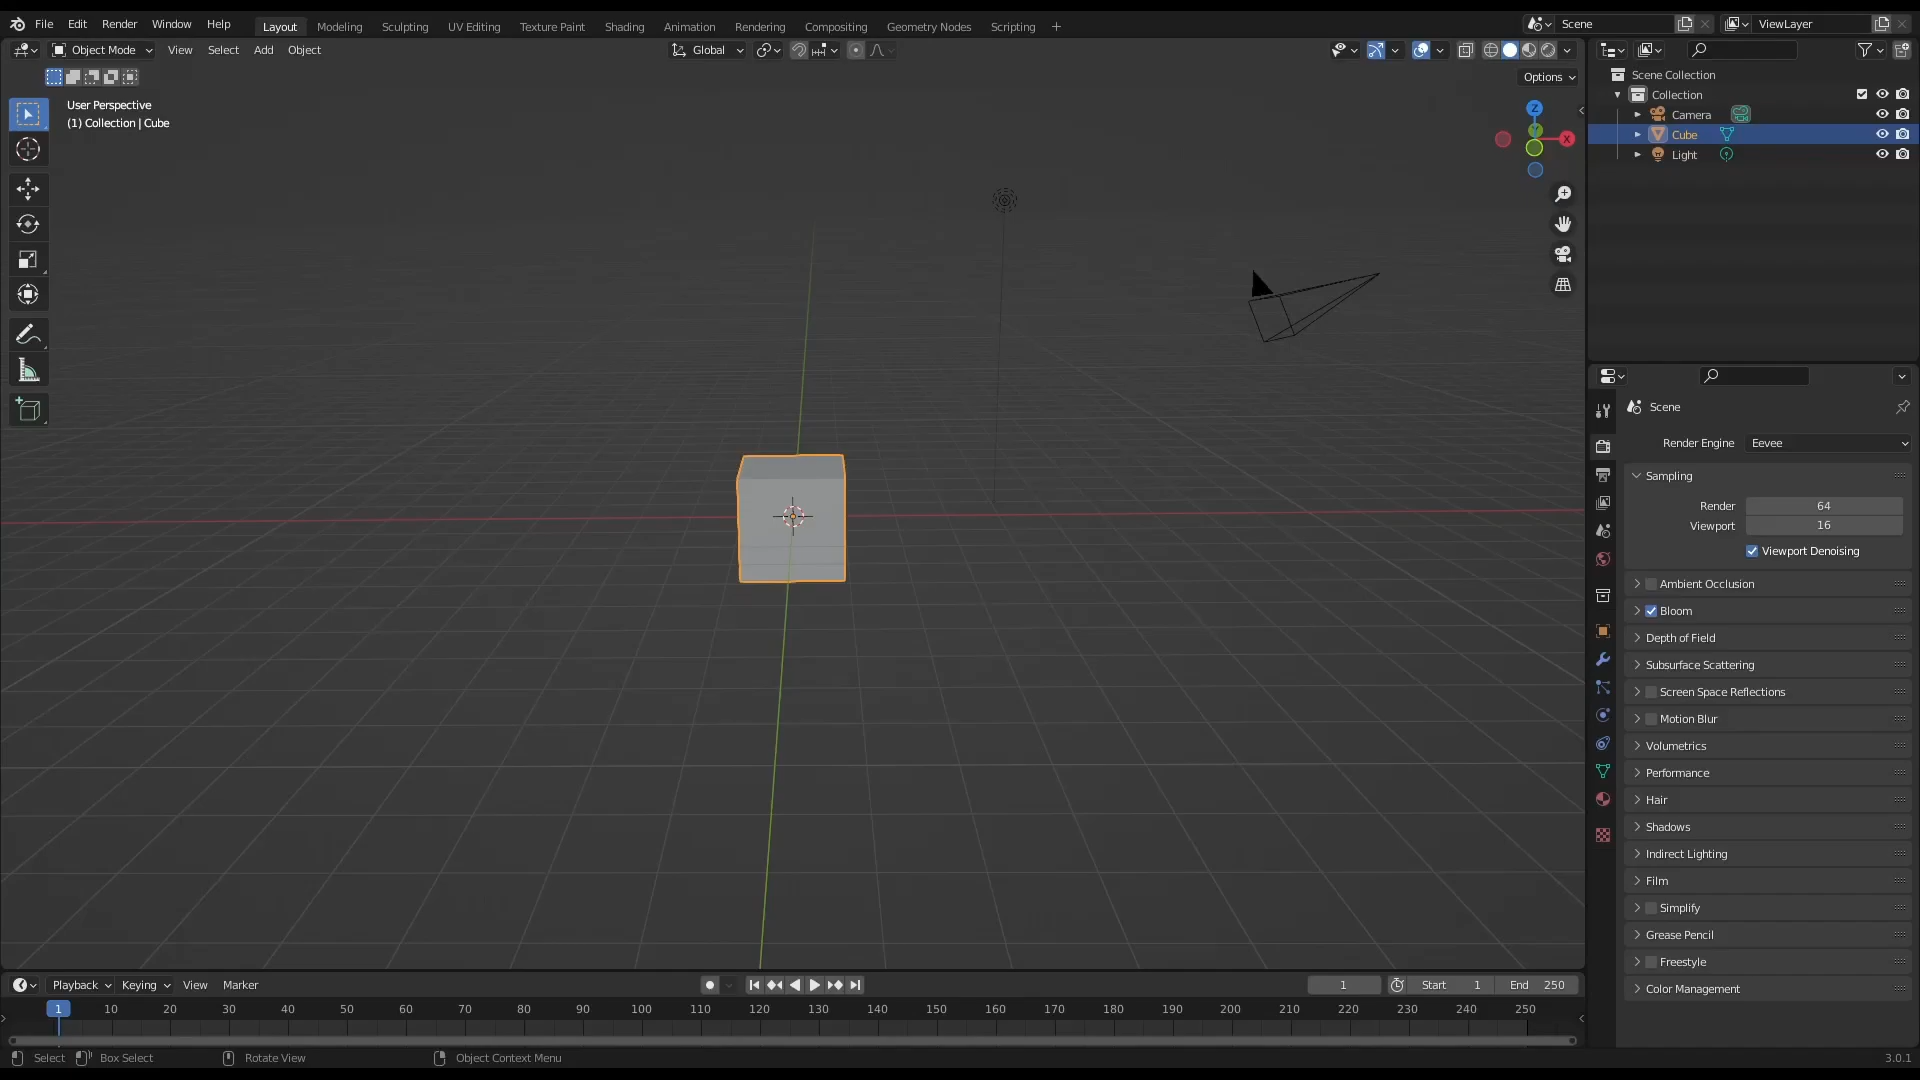 File Edit Render Window Help Layout Modeling Sculpting UV Editing Texture Paint Shading Animation Rendering Compositing Geometry Nodes Scripting + Scene ViewLayer
Object Mode View Select Add Object Global
Options
User Perspective
(1) Collection | Cube
Z
Y
X
Scene Collection
Collection
Camera
Cube
Light
Scene
Render Engine Eevee
Sampling
Render 64
Viewport 16
Viewport Denoising
Ambient Occlusion
Bloom
Depth of Field
Subsurface Scattering
Screen Space Reflections
Motion Blur
Volumetrics
Performance
Hair
Shadows
Indirect Lighting
Film
Simplify
Grease Pencil
Freestyle
Color Management
Playback Keying View Marker 1 Start 1 End 250
1 10 20 30 40 50 60 70 80 90 100 110 120 130 140 150 160 170 180 190 200 210 220 230 240 250
Select Box Select Rotate View Object Context Menu 3.0.1